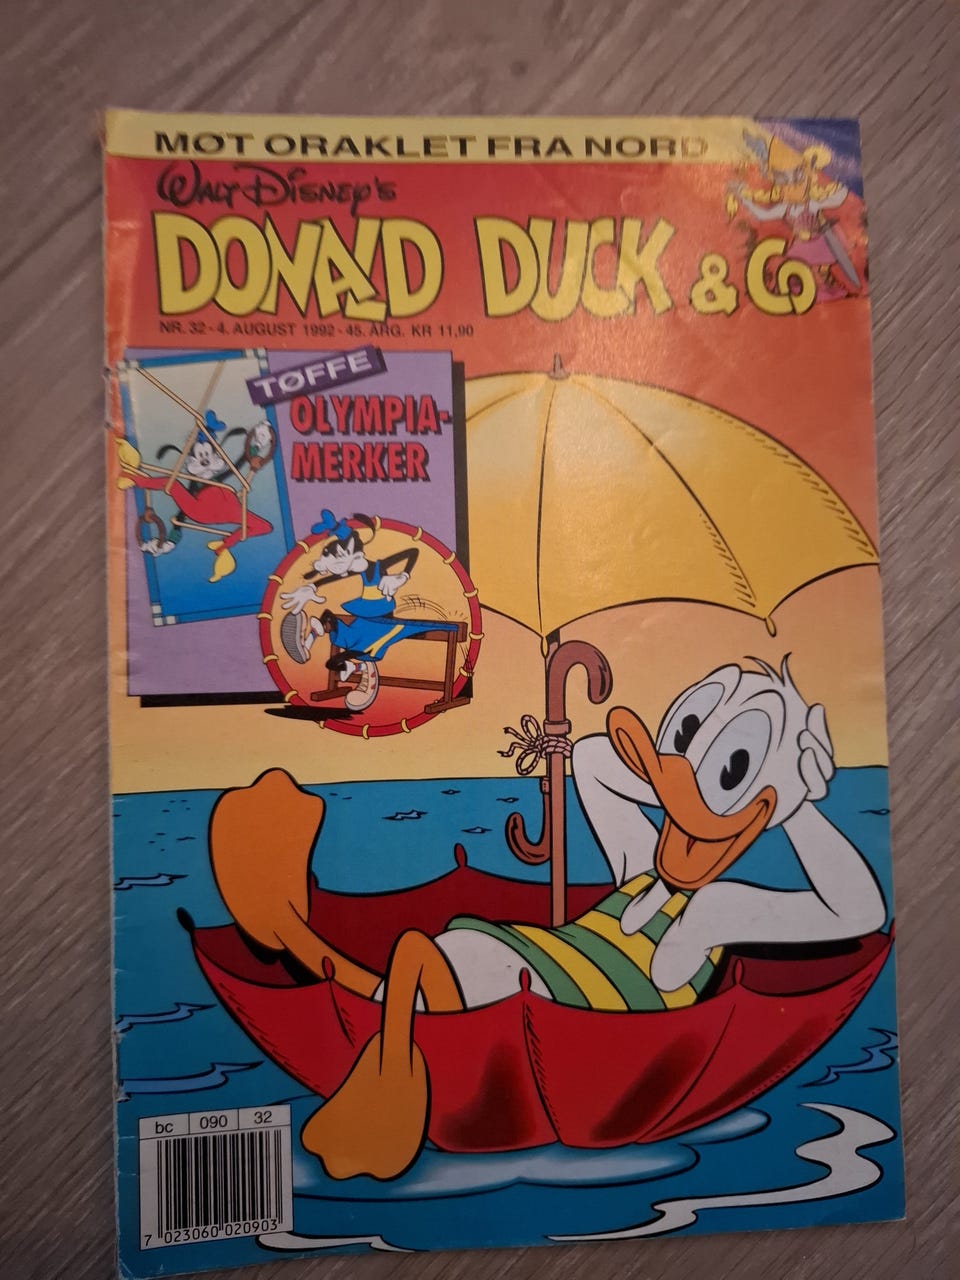 MØT ORAKLET FRA NORD
WALT DISNEY'S
DONALD DUCK & Co
NR. 32 - 4. AUGUST 1992 - 45. ÅRG. KR 11,90
TØFFE
OLYMPIA-
MERKER
bc 090 32
7 023060 020903